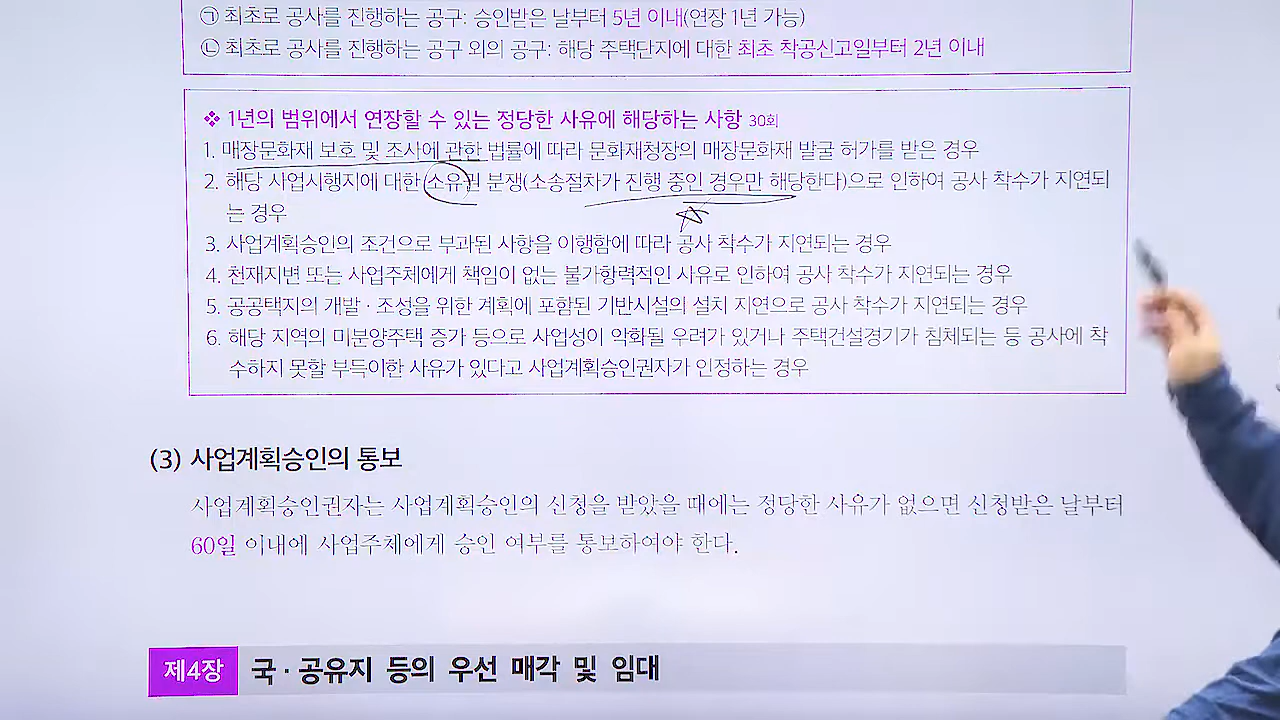 ㉠ 최초로 공사를 진행하는 공구: 승인받은 날부터 5년 이내(연장 1년 가능)
㉡ 최초로 공사를 진행하는 공구 외의 공구: 해당 주택단지에 대한 최초 착공신고일부터 2년 이내
❖ 1년의 범위에서 연장할 수 있는 정당한 사유에 해당하는 사항 30회
1. 매장문화재 보호 및 조사에 관한 법률에 따라 문화재청장의 매장문화재 발굴 허가를 받은 경우
2. 해당 사업시행지에 대한 소유권 분쟁(소송절차가 진행 중인 경우만 해당한다)으로 인하여 공사 착수가 지연되
는 경우
3. 사업계획승인의 조건으로 부과된 사항을 이행함에 따라 공사 착수가 지연되는 경우
4. 천재지변 또는 사업주체에게 책임이 없는 불가항력적인 사유로 인하여 공사 착수가 지연되는 경우
5. 공공택지의 개발·조성을 위한 계획에 포함된 기반시설의 설치 지연으로 공사 착수가 지연되는 경우
6. 해당 지역의 미분양주택 증가 등으로 사업성이 악화될 우려가 있거나 주택건설경기가 침체되는 등 공사에 착
수하지 못할 부득이한 사유가 있다고 사업계획승인권자가 인정하는 경우
(3) 사업계획승인의 통보
사업계획승인권자는 사업계획승인의 신청을 받았을 때에는 정당한 사유가 없으면 신청받은 날부터
60일 이내에 사업주체에게 승인 여부를 통보하여야 한다.
제4장 국·공유지 등의 우선 매각 및 임대